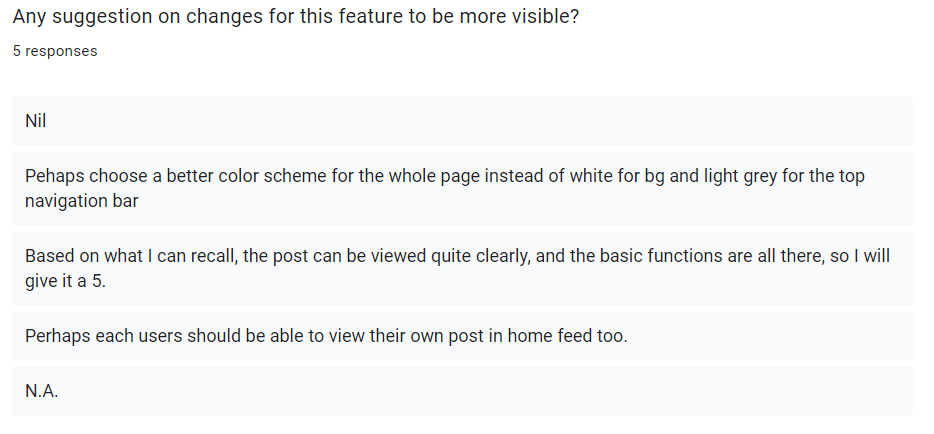 Any suggestion on changes for this feature to be more visible?
5 responses
Nil
Pehaps choose a better color scheme for the whole page instead of white for bg and light grey for the top
navigation bar
Based on what I can recall, the post can be viewed quite clearly, and the basic functions are all there, so I will
give it a 5.
Perhaps each users should be able to view their own post in home feed too.
N.A.